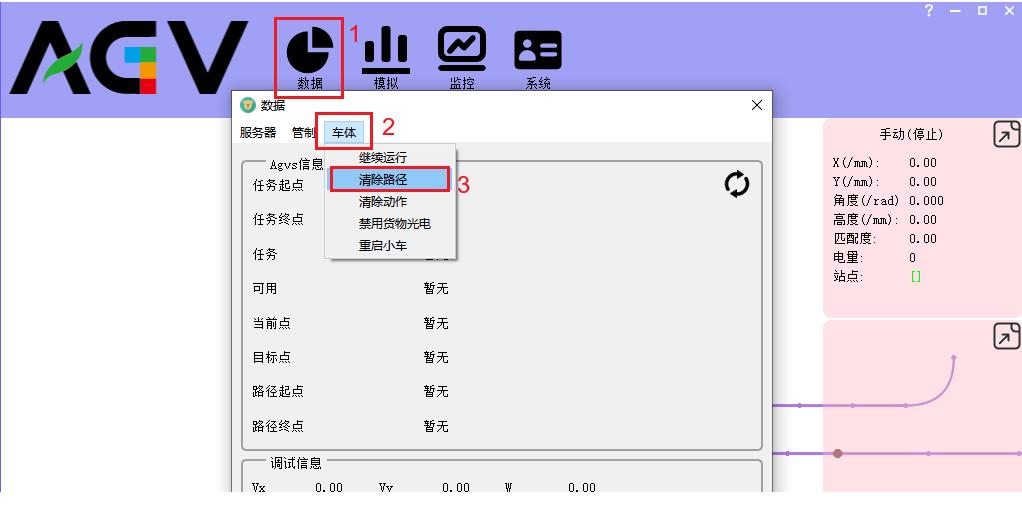 AGV
数据 1
模拟
监控
系统
?
数据
服务器 管制 车体 2
继续运行
清除路径 3
清除动作
禁用货物光电
重启小车
Agvs信息
任务起点
任务终点
任务
可用 暂无
当前点 暂无
目标点 暂无
路径起点 暂无
路径终点 暂无
调试信息
Vx 0.00 Vy 0.00 W 0.00
手动(停止)
X(/mm): 0.00
Y(/mm): 0.00
角度(/rad) 0.000
高度(/mm): 0.00
匹配度: 0.00
电量: 0
站点: []